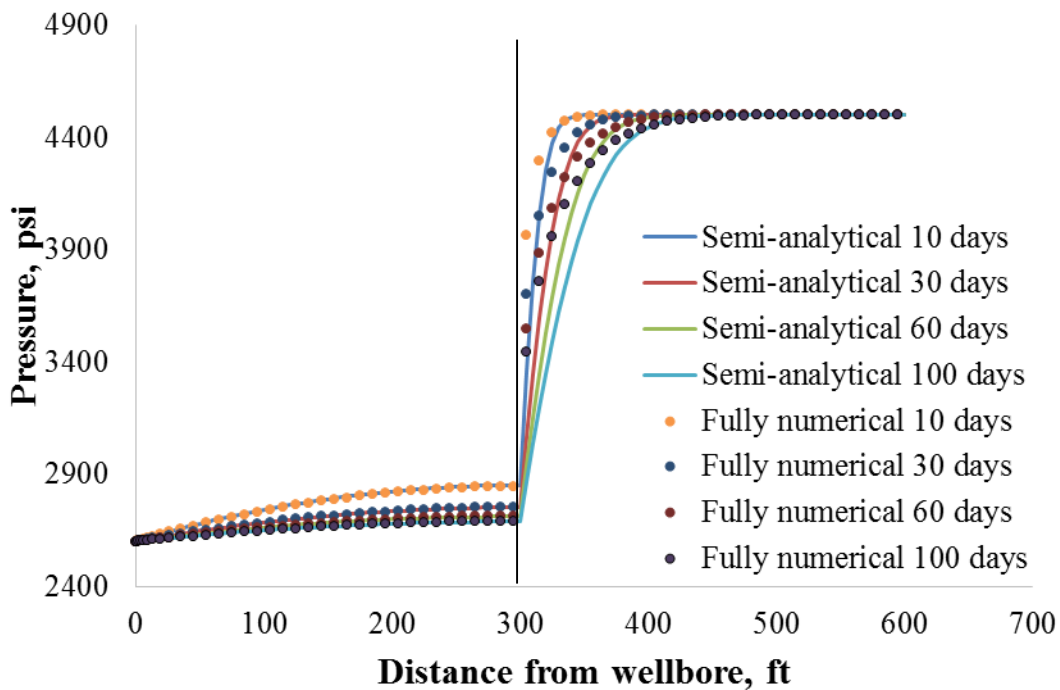 4900
4400
3900
3400
2900
2400
Pressure, psi
Semi-analytical 10 days
Semi-analytical 30 days
Semi-analytical 60 days
Semi-analytical 100 days
Fully numerical 10 days
Fully numerical 30 days
Fully numerical 60 days
Fully numerical 100 days
0 100 200 300 400 500 600 700
Distance from wellbore, ft